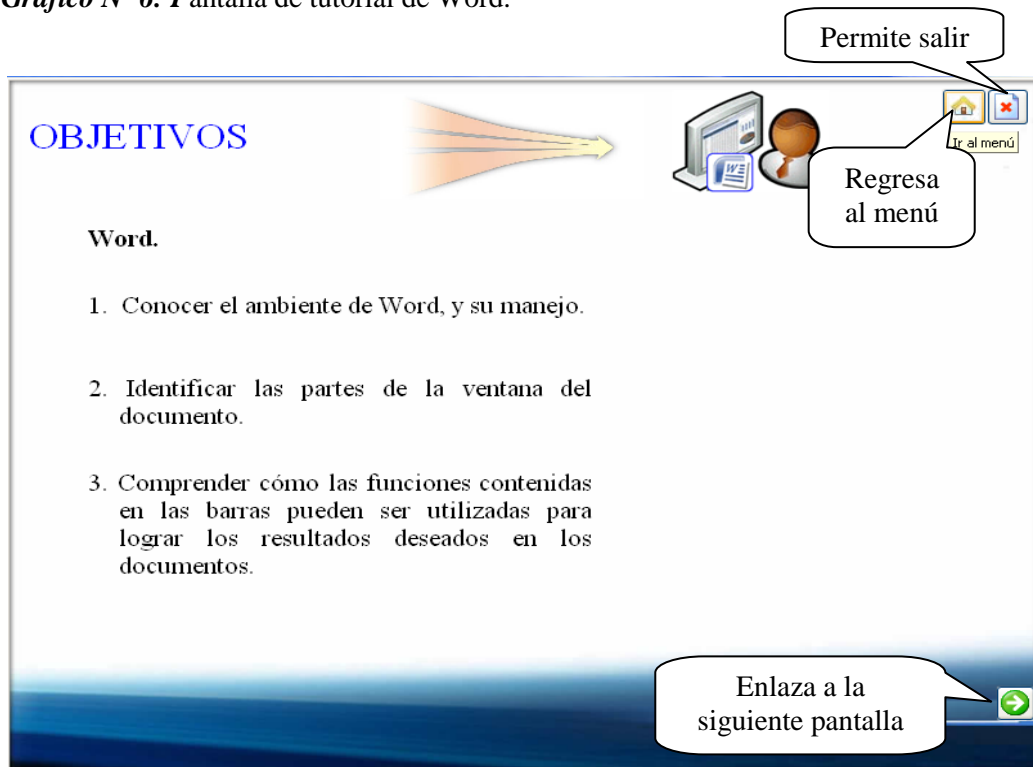 Gráfico N° 6. Pantalla de tutorial de Word.
Permite salir
OBJETIVOS
Ir al menú
Regresa
al menú
Word.
1. Conocer el ambiente de Word, y su manejo.
2. Identificar las partes de la ventana del
documento.
3. Comprender cómo las funciones contenidas
en las barras pueden ser utilizadas para
lograr los resultados deseados en los
documentos.
Enlaza a la
siguiente pantalla